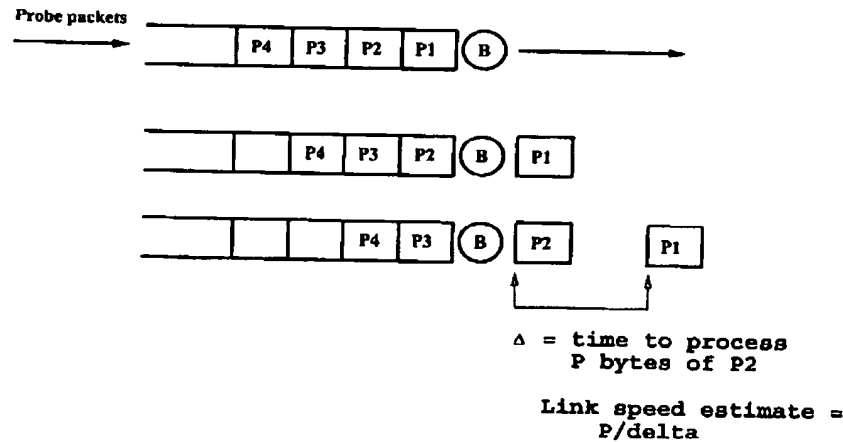 Probe packets
P4 P3 P2 P1 B
P4 P3 P2 B P1
P4 P3 B P2 P1
Δ = time to process
P bytes of P2
Link speed estimate =
P/delta